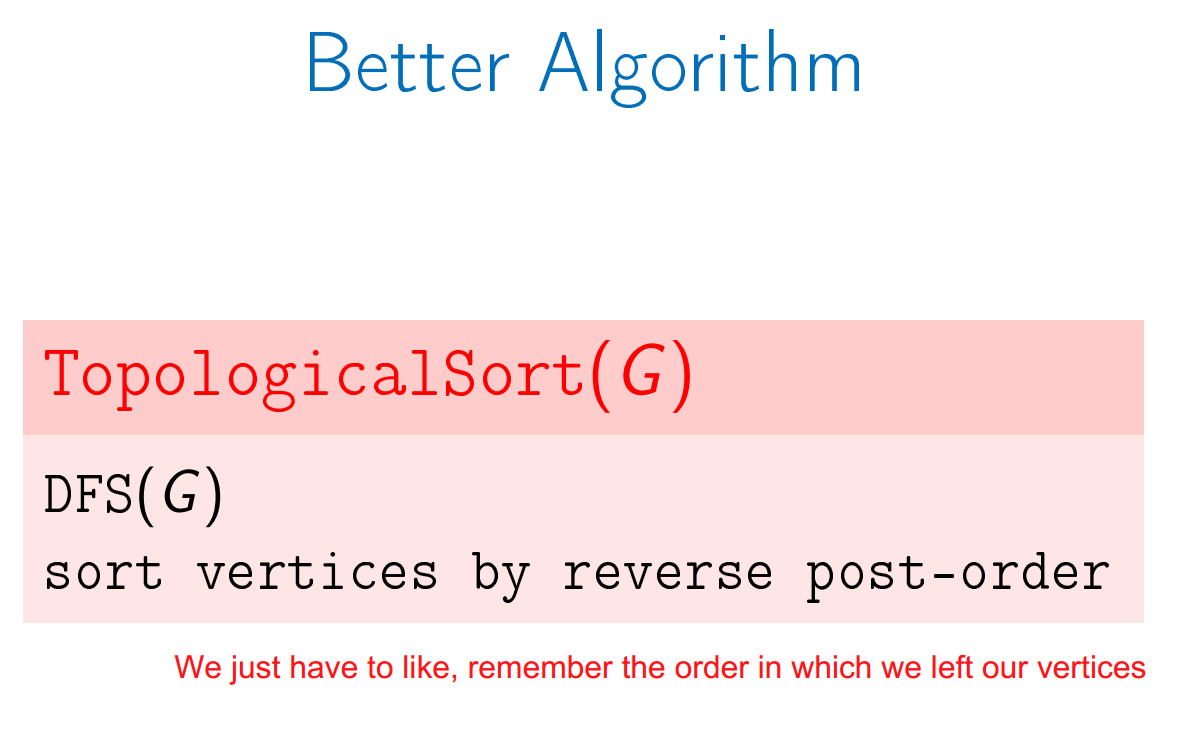 Better Algorithm
TopologicalSort(G)
DFS(G)
sort vertices by reverse post-order
We just have to like, remember the order in which we left our vertices